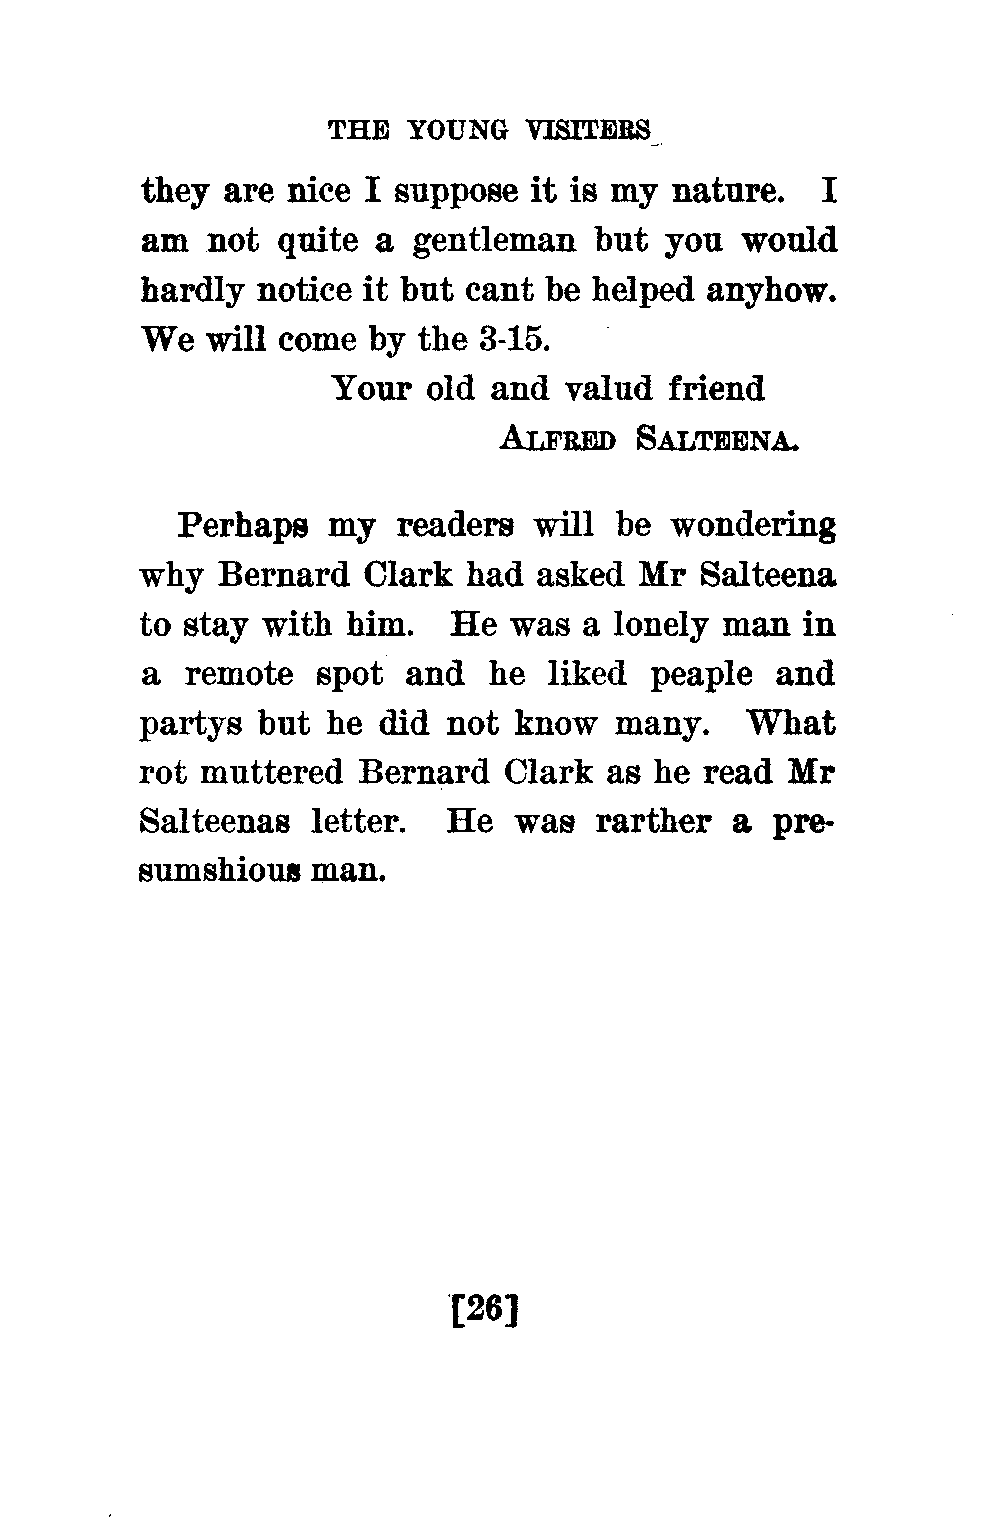 THE YOUNG VISITERS
they are nice I suppose it is my nature. I
am not quite a gentleman but you would
hardly notice it but cant be helped anyhow.
We will come by the 3-15.
Your old and valud friend
ALFRED SALTEENA.
Perhaps my readers will be wondering
why Bernard Clark had asked Mr Salteena
to stay with him. He was a lonely man in
a remote spot and he liked peaple and
partys but he did not know many. What
rot muttered Bernard Clark as he read Mr
Salteenas letter. He was rarther a pre-
sumshious man.
[26]